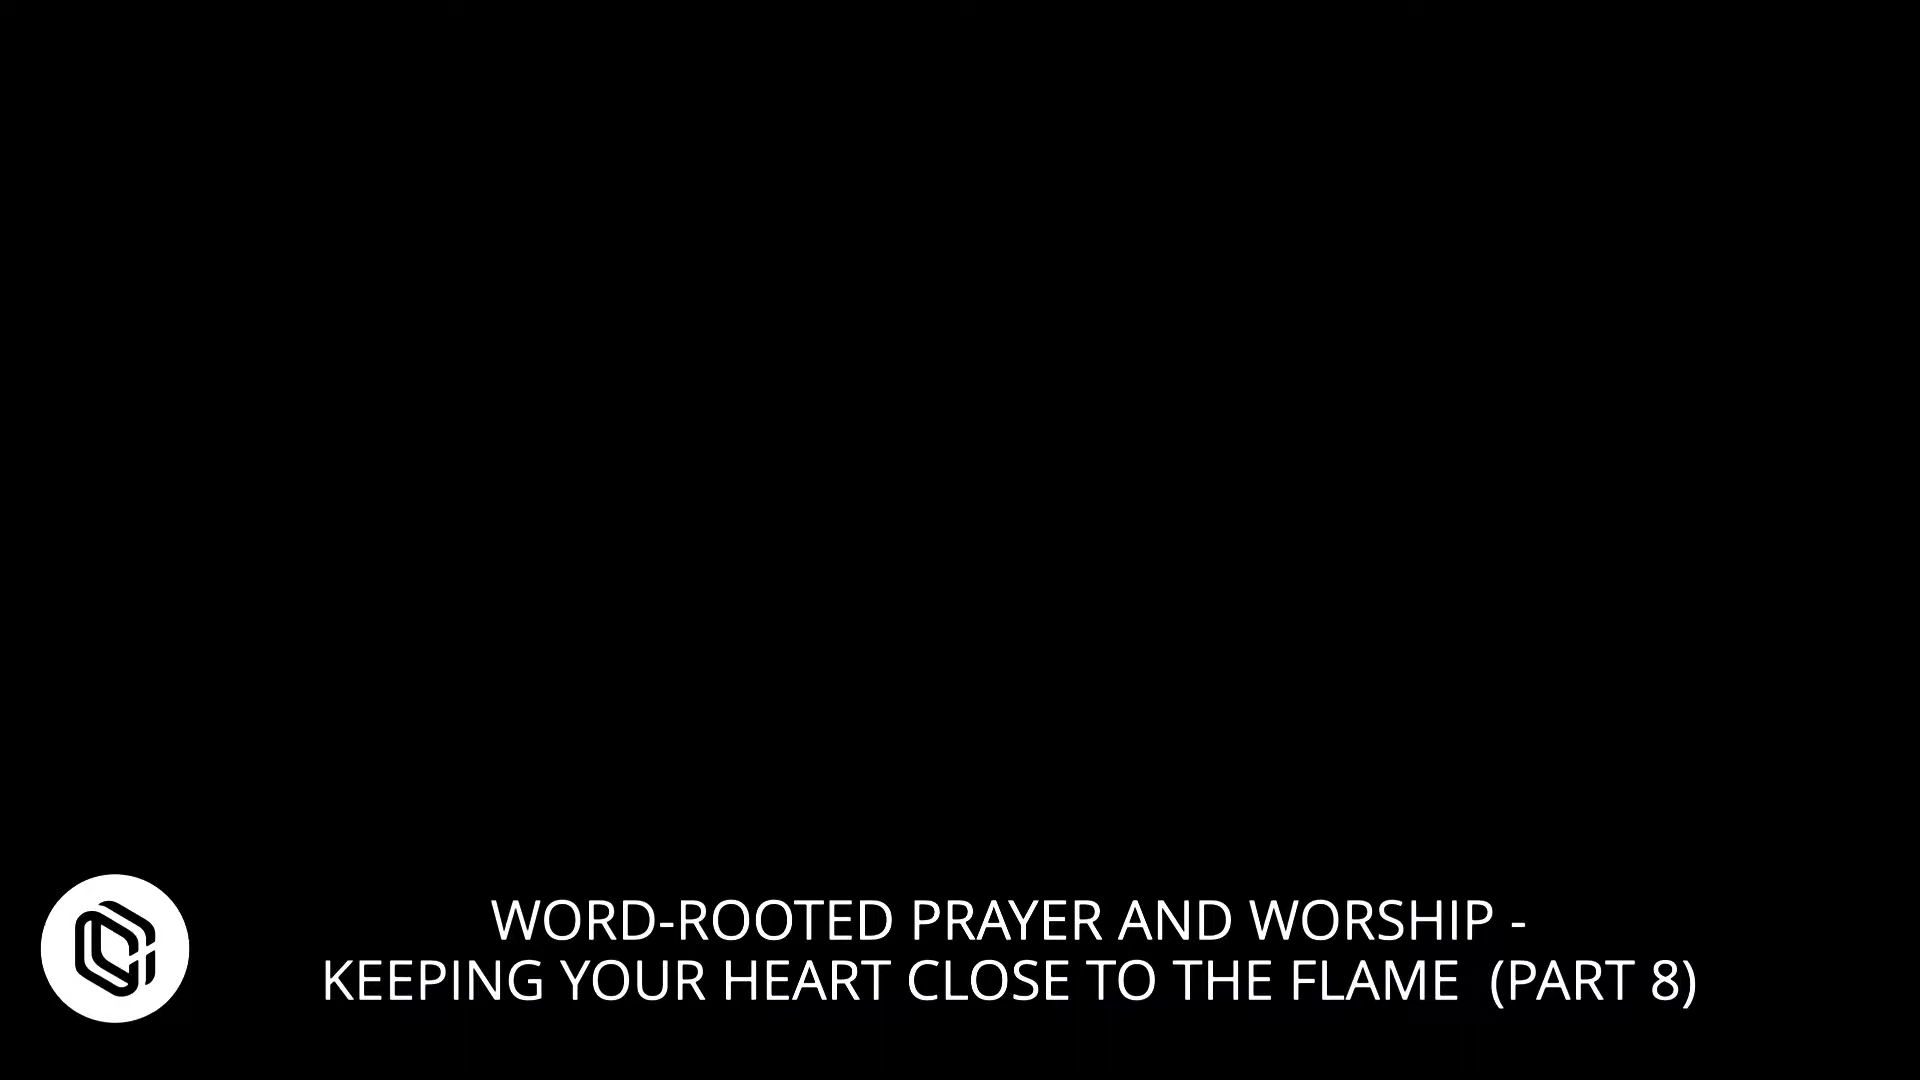 WORD-ROOTED PRAYER AND WORSHIP -
KEEPING YOUR HEART CLOSE TO THE FLAME  (PART 8)